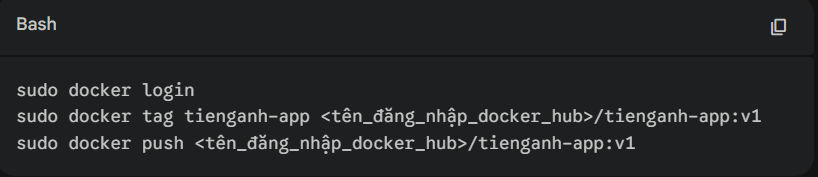 Bash
sudo docker login
sudo docker tag tienganh-app <tên_đăng_nhập_docker_hub>/tienganh-app:v1
sudo docker push <tên_đăng_nhập_docker_hub>/tienganh-app:v1